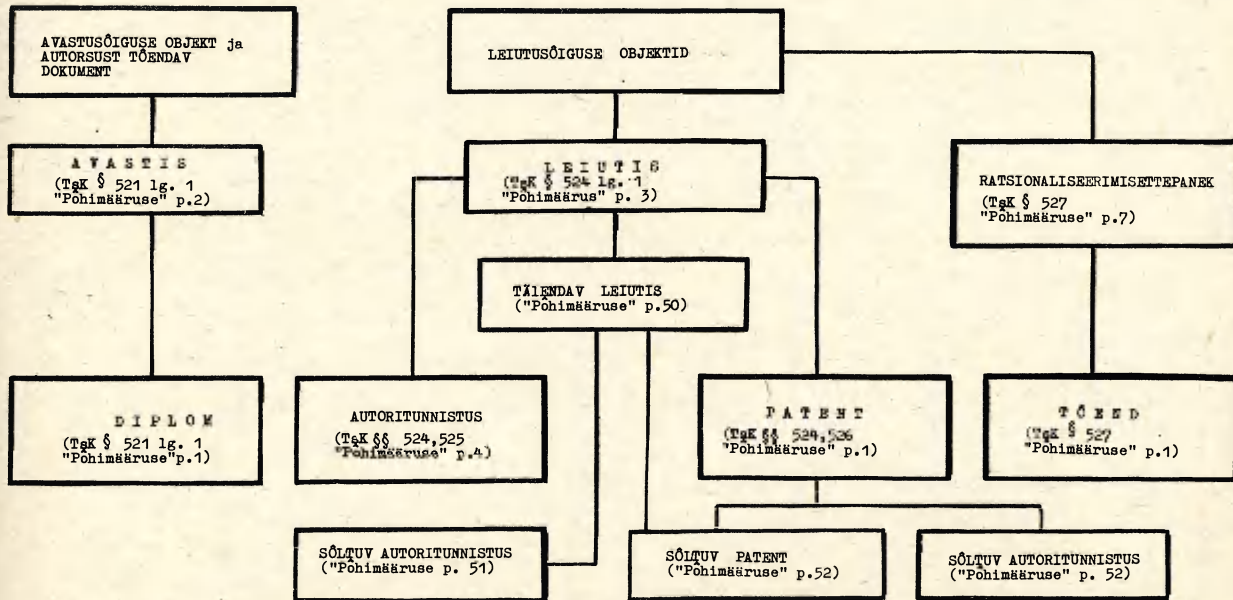 AVASTUSÕIGUSE OBJEKT ja
AUTORSUST TÕENDAV
DOKUMENT
LEIUTUSÕIGUSE OBJEKTID
AVASTIS
(TsK § 521 lg. 1
"Põhimääruse" p.2)
LEIUTIS
(TsK § 524 lg. 1
"Põhimäärus" p. 3)
RATSIONALISEERIMISETTEPANEK
(TsK § 527
"Põhimääruse" p.7)
TÄIENDAV LEIUTIS
("Põhimääruse" p.50)
DIPLOM
(TsK § 521 lg. 1
"Põhimääruse"p.1)
AUTORITUNNISTUS
(TsK §§ 524,525
"Põhimääruse" p.4)
PATENT
(TsK §§ 524,526
"Põhimääruse" p.1)
TÕEND
(TsK § 527
"Põhimääruse" p.1)
SÕLTUV AUTORITUNNISTUS
("Põhimääruse p. 51)
SÕLTUV PATENT
("Põhimääruse" p.52)
SÕLTUV AUTORITUNNISTUS
("Põhimääruse" p. 52)